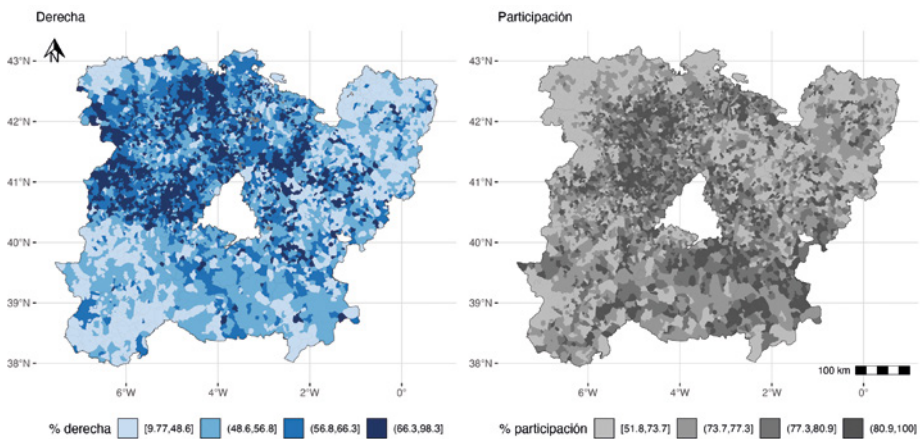 Derecha
N
43°N
42°N
41°N
40°N
39°N
38°N
6°W
4°W
2°W
0°
% derecha
[9.77,48.6]
(48.6,56.8]
(56.8,66.3]
(66.3,98.3]
Participación
43°N
42°N
41°N
40°N
39°N
38°N
100 km
6°W
4°W
2°W
0°
% participación
[51.8,73.7]
(73.7,77.3]
(77.3,80.9]
(80.9,100]